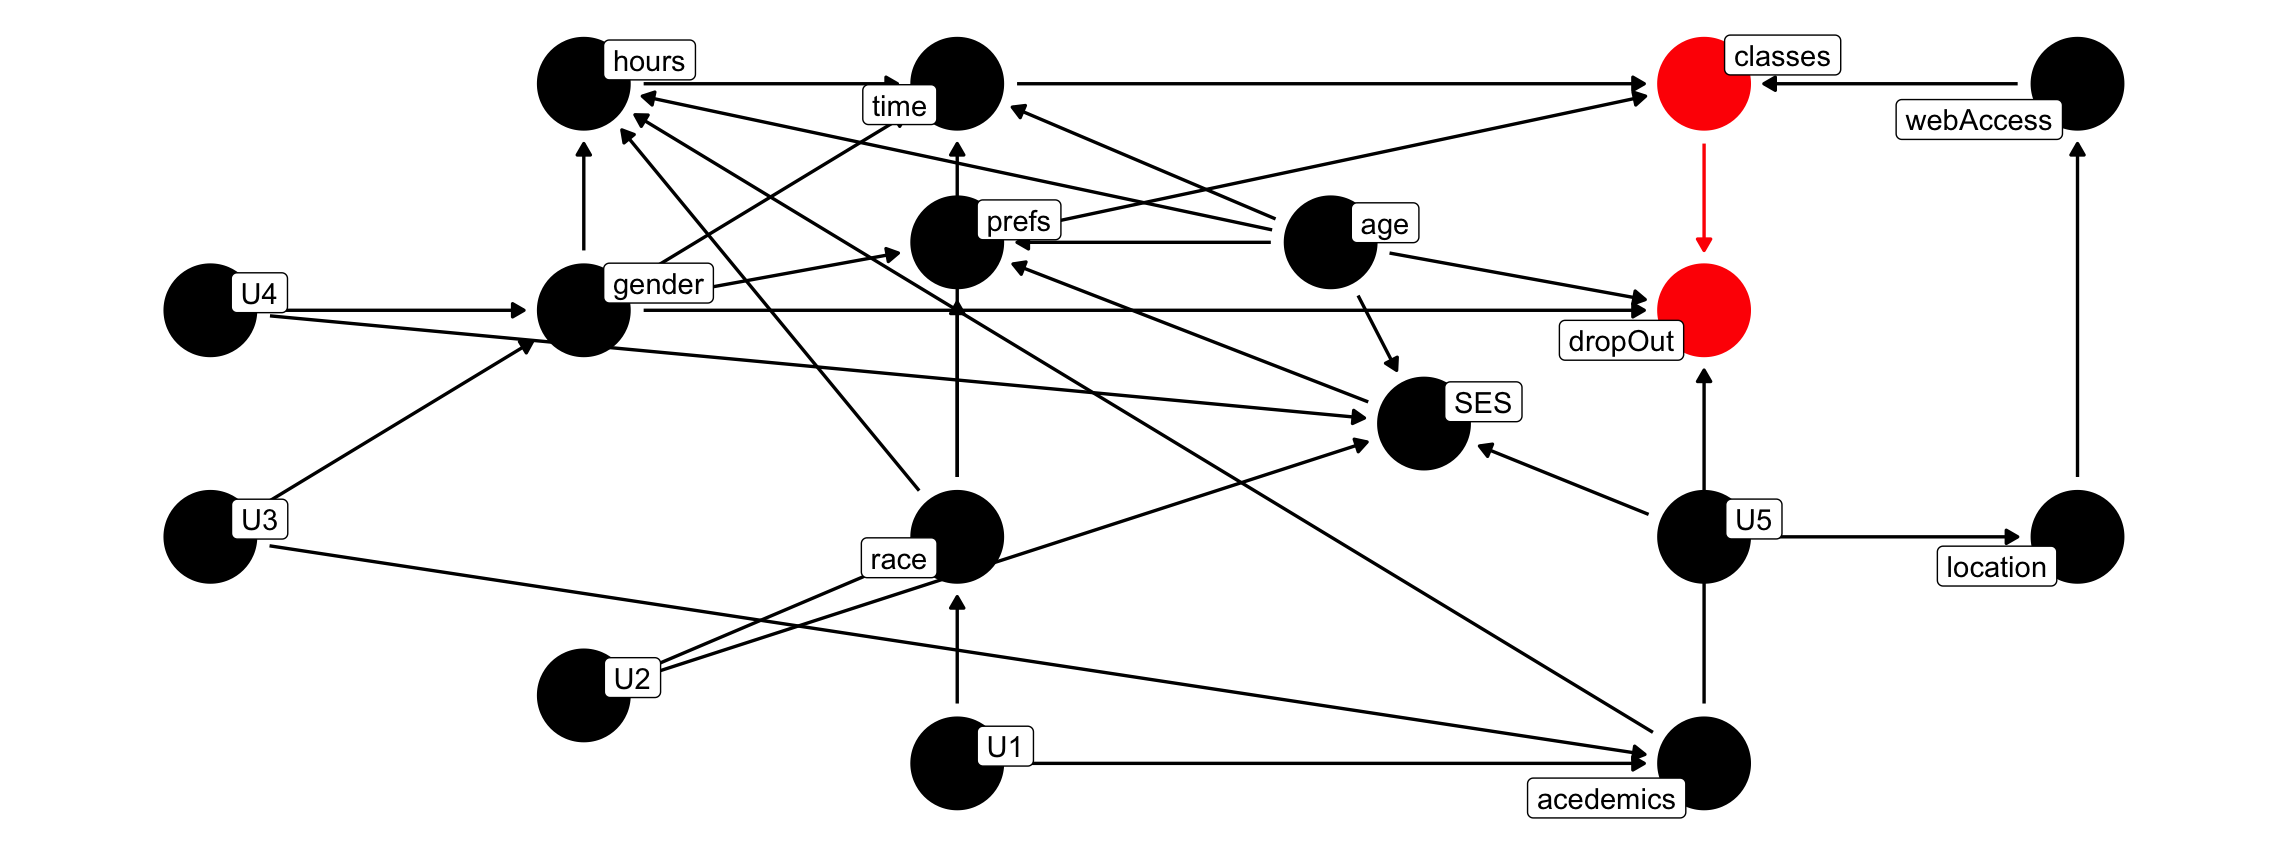 hours
classes
time
webAccess
prefs
age
gender
U4
dropOut
SES
U3
U5
race
location
U2
U1
acedemics